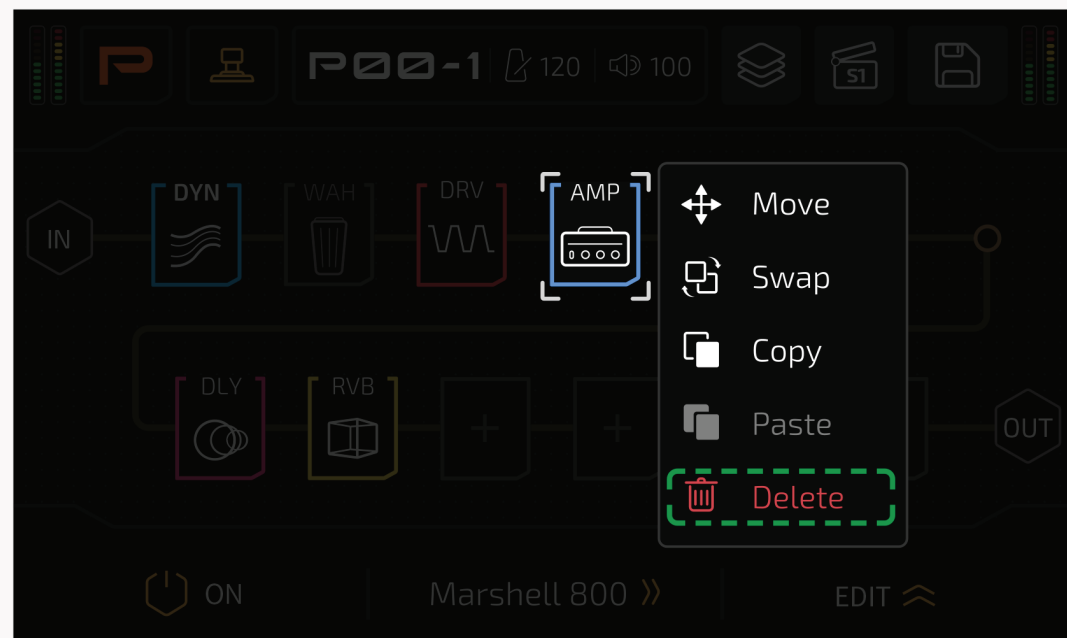 P00-1 120 100 S1
IN DYN WAH DRV AMP
Move
Swap
Copy
DLY RVB + + Paste OUT
Delete
ON Marshell 800 EDIT